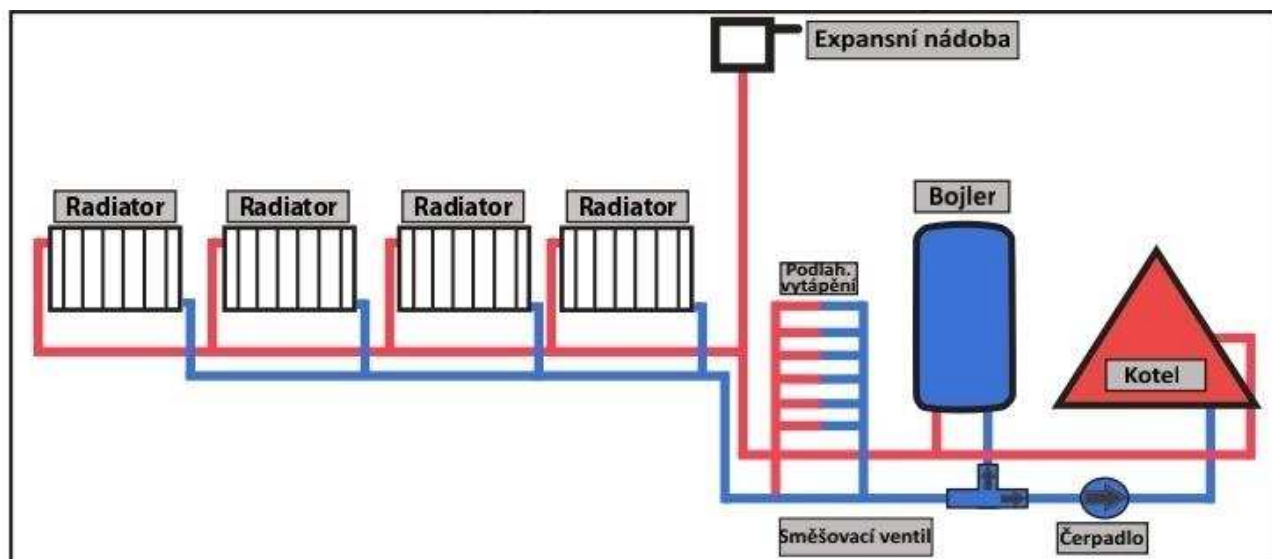 Expansní nádoba
Radiator
Radiator
Radiator
Radiator
Bojler
Podlah.
vytápění
Kotel
Směšovací ventil
Čerpadlo